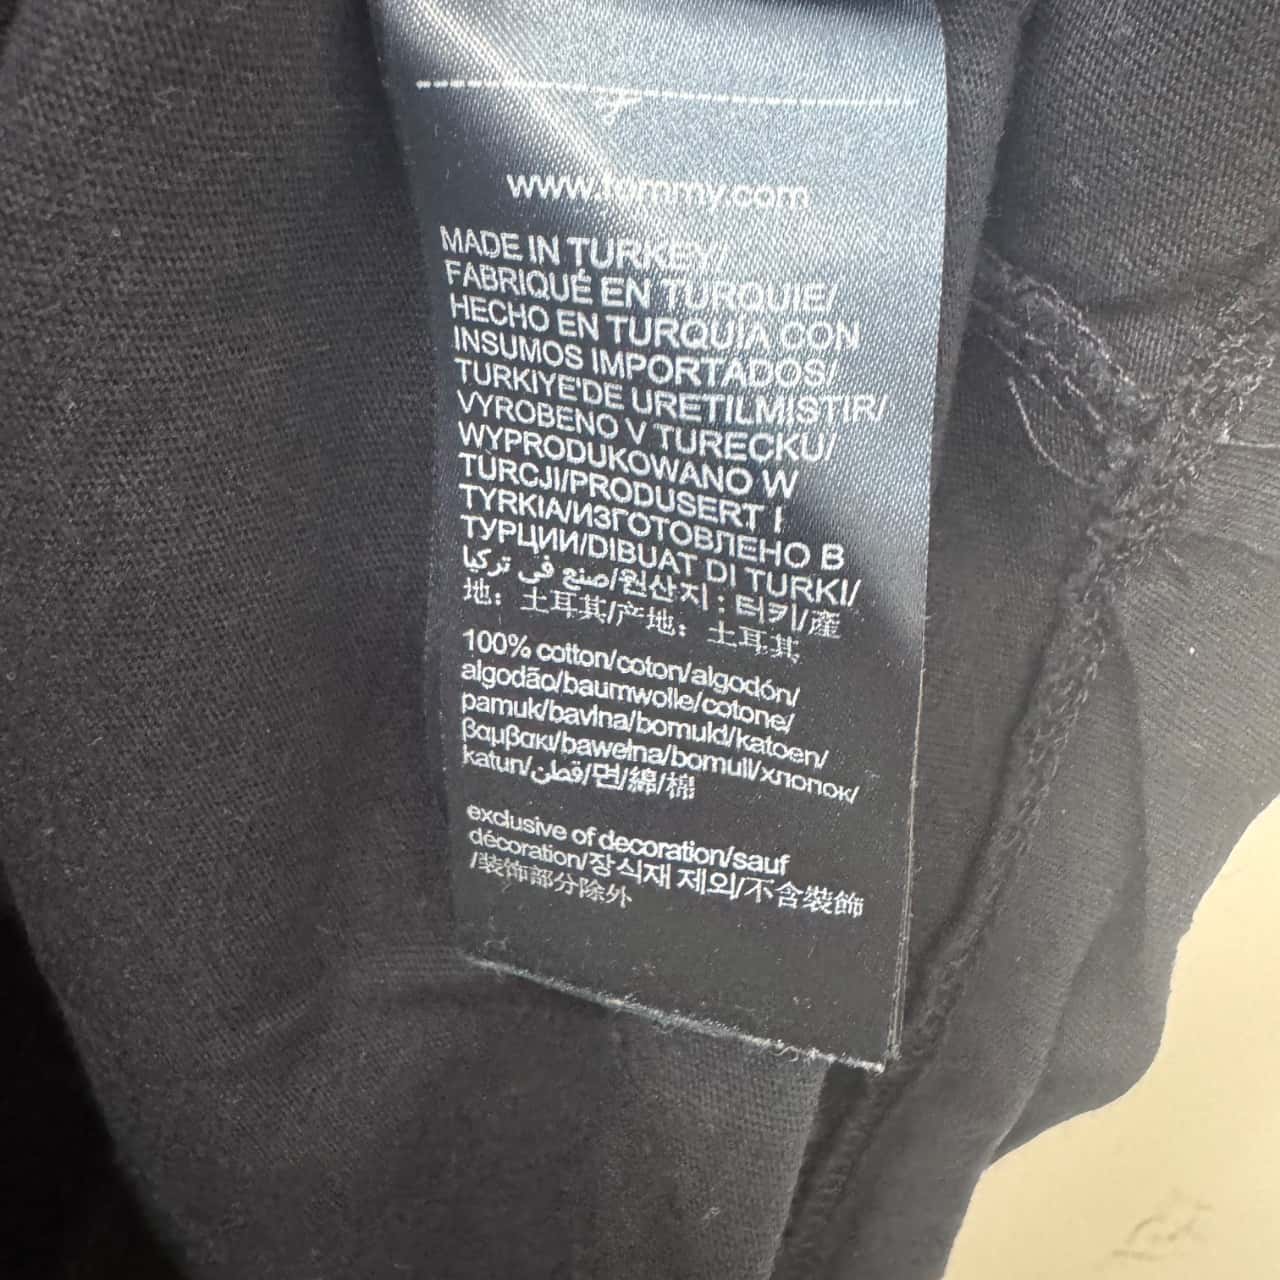 www.tommy.com
MADE IN TURKEY/
FABRIQUÉ EN TURQUIE/
HECHO EN TURQUÍA CON
INSUMOS IMPORTADOS/
TURKIYE'DE URETILMISTIR/
VYROBENO V TURECKU/
WYPRODUKOWANO W
TURCJI/PRODUSERT I
TYRKIA/ИЗГОТОВЛЕНО В
ТУРЦИИ/DIBUAT DI TURKI/
صنع في تركيا/원산지 : 터키/產
地: 土耳其/产地: 土耳其
100% cotton/coton/algodón/
algodão/baumwolle/cotone/
pamuk/bavlna/bomuld/katoen/
βαμβακι/bawełna/bomull/хлопок/
katun/قطن/면/綿/棉
exclusive of decoration/sauf
décoration/장식재 제외/不含裝飾
/装飾部分除外